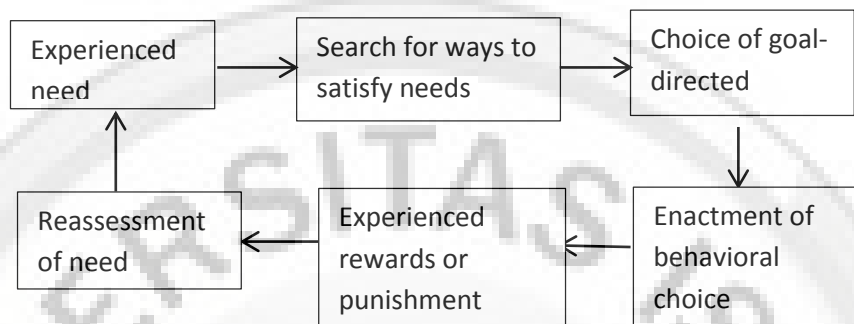 Experienced
need
Search for ways to
satisfy needs
Choice of goal-
directed
Enactment of
behavioral
choice
Experienced
rewards or
punishment
Reassessment
of need
ERSITAS